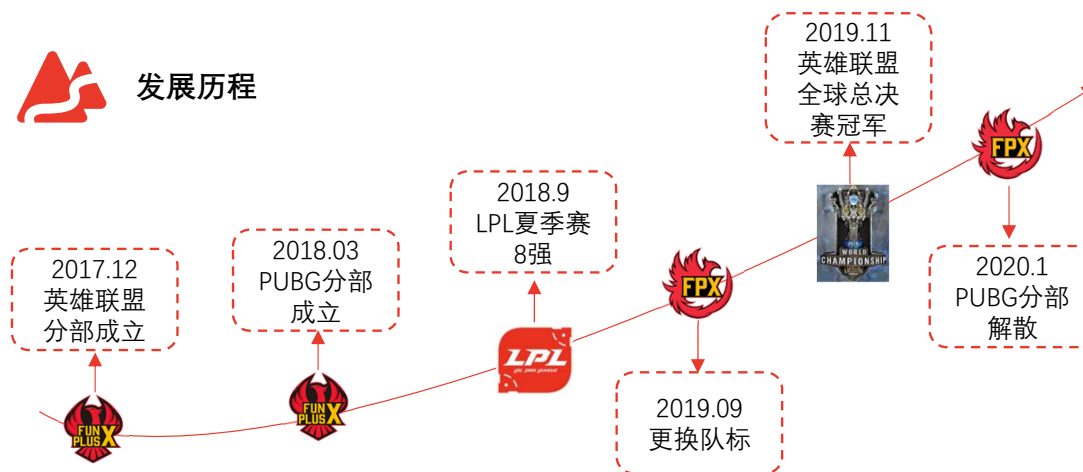 发展历程
2017.12
英雄联盟
分部成立
FUN
PLUS X
2018.03
PUBG分部
成立
FUN
PLUS X
2018.9
LPL夏季赛
8强
LPL
2019.09
更换队标
FPX
2019.11
英雄联盟
全球总决
赛冠军
WORLD
CHAMPIONSHIP
2020.1
PUBG分部
解散
FPX